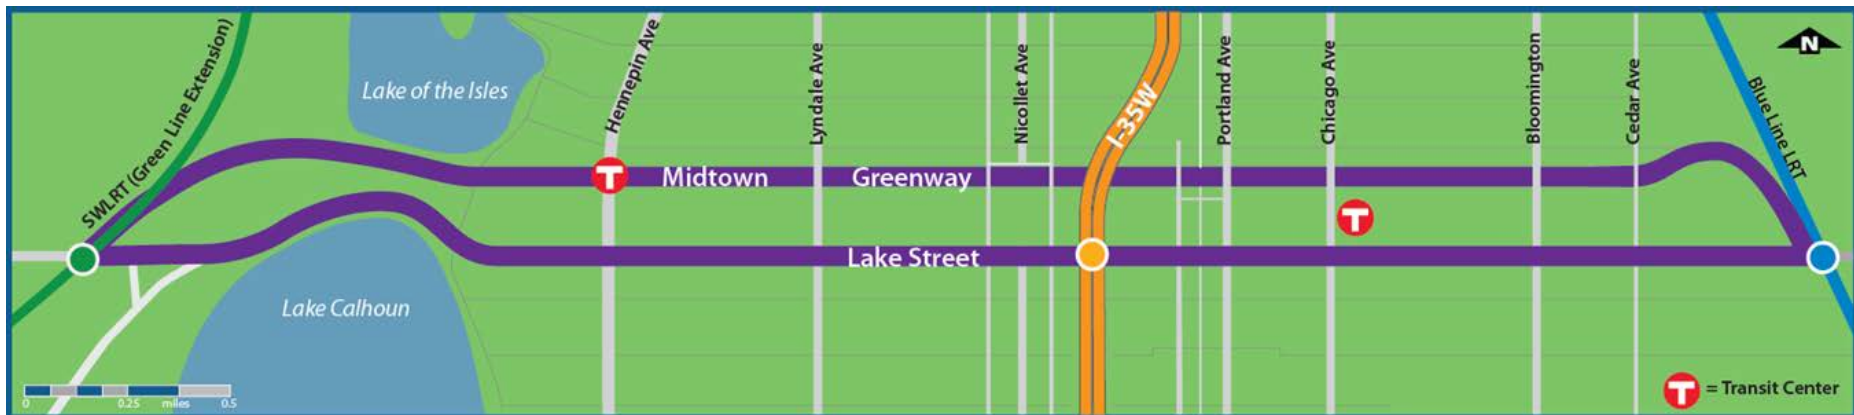 SWLRT (Green Line Extension)
Lake of the Isles
Hennepin Ave
Lyndale Ave
Nicollet Ave
I-35W
Portland Ave
Chicago Ave
Bloomington
Cedar Ave
Blue Line LRT
N
T
Midtown Greenway
T
Lake Street
Lake Calhoun
0 0.25 miles 0.5
T = Transit Center